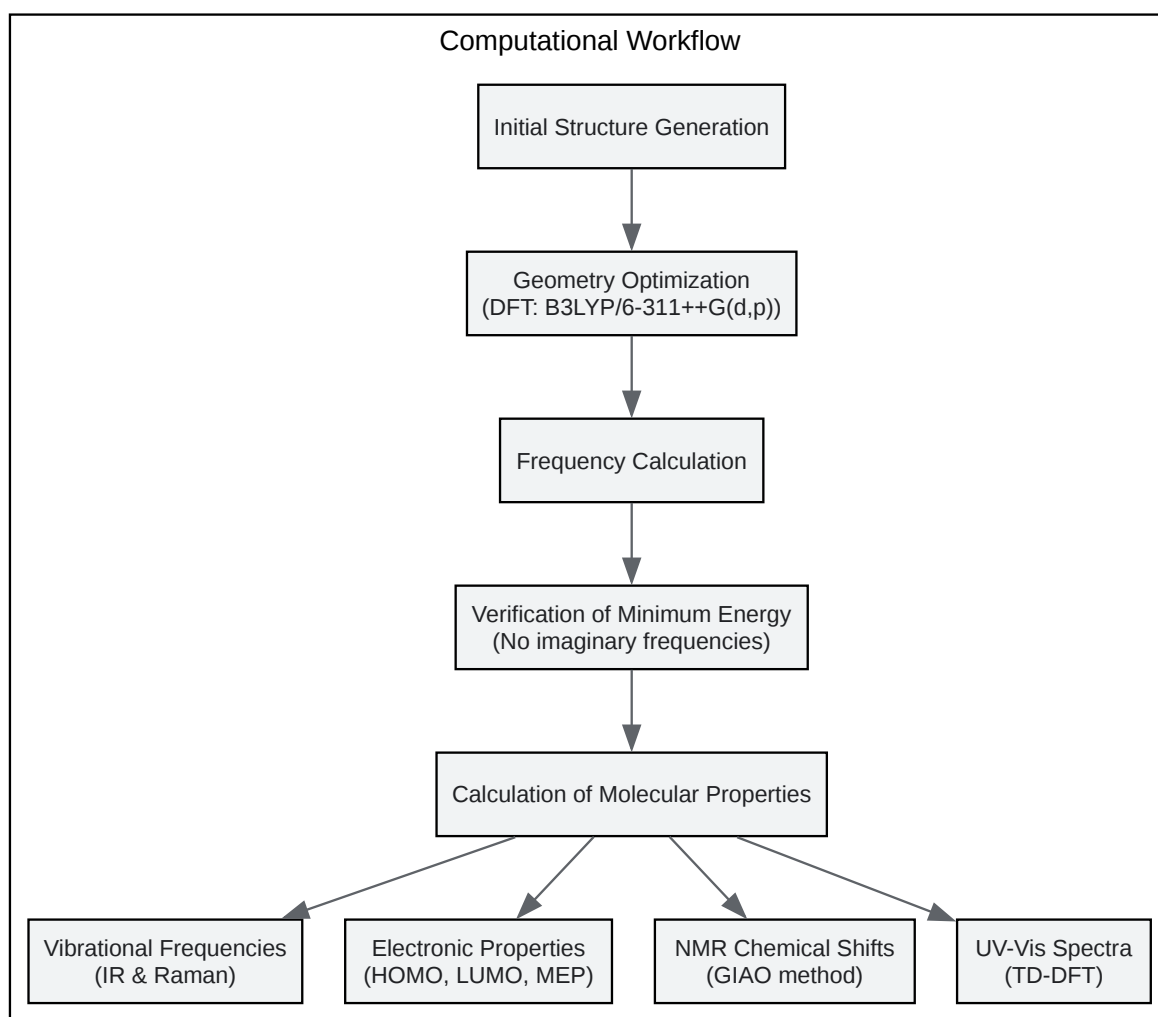 Computational Workflow
Initial Structure Generation
Geometry Optimization
(DFT: B3LYP/6-311++G(d,p))
Frequency Calculation
Verification of Minimum Energy
(No imaginary frequencies)
Calculation of Molecular Properties
Vibrational Frequencies
(IR & Raman)
Electronic Properties
(HOMO, LUMO, MEP)
NMR Chemical Shifts
(GIAO method)
UV-Vis Spectra
(TD-DFT)